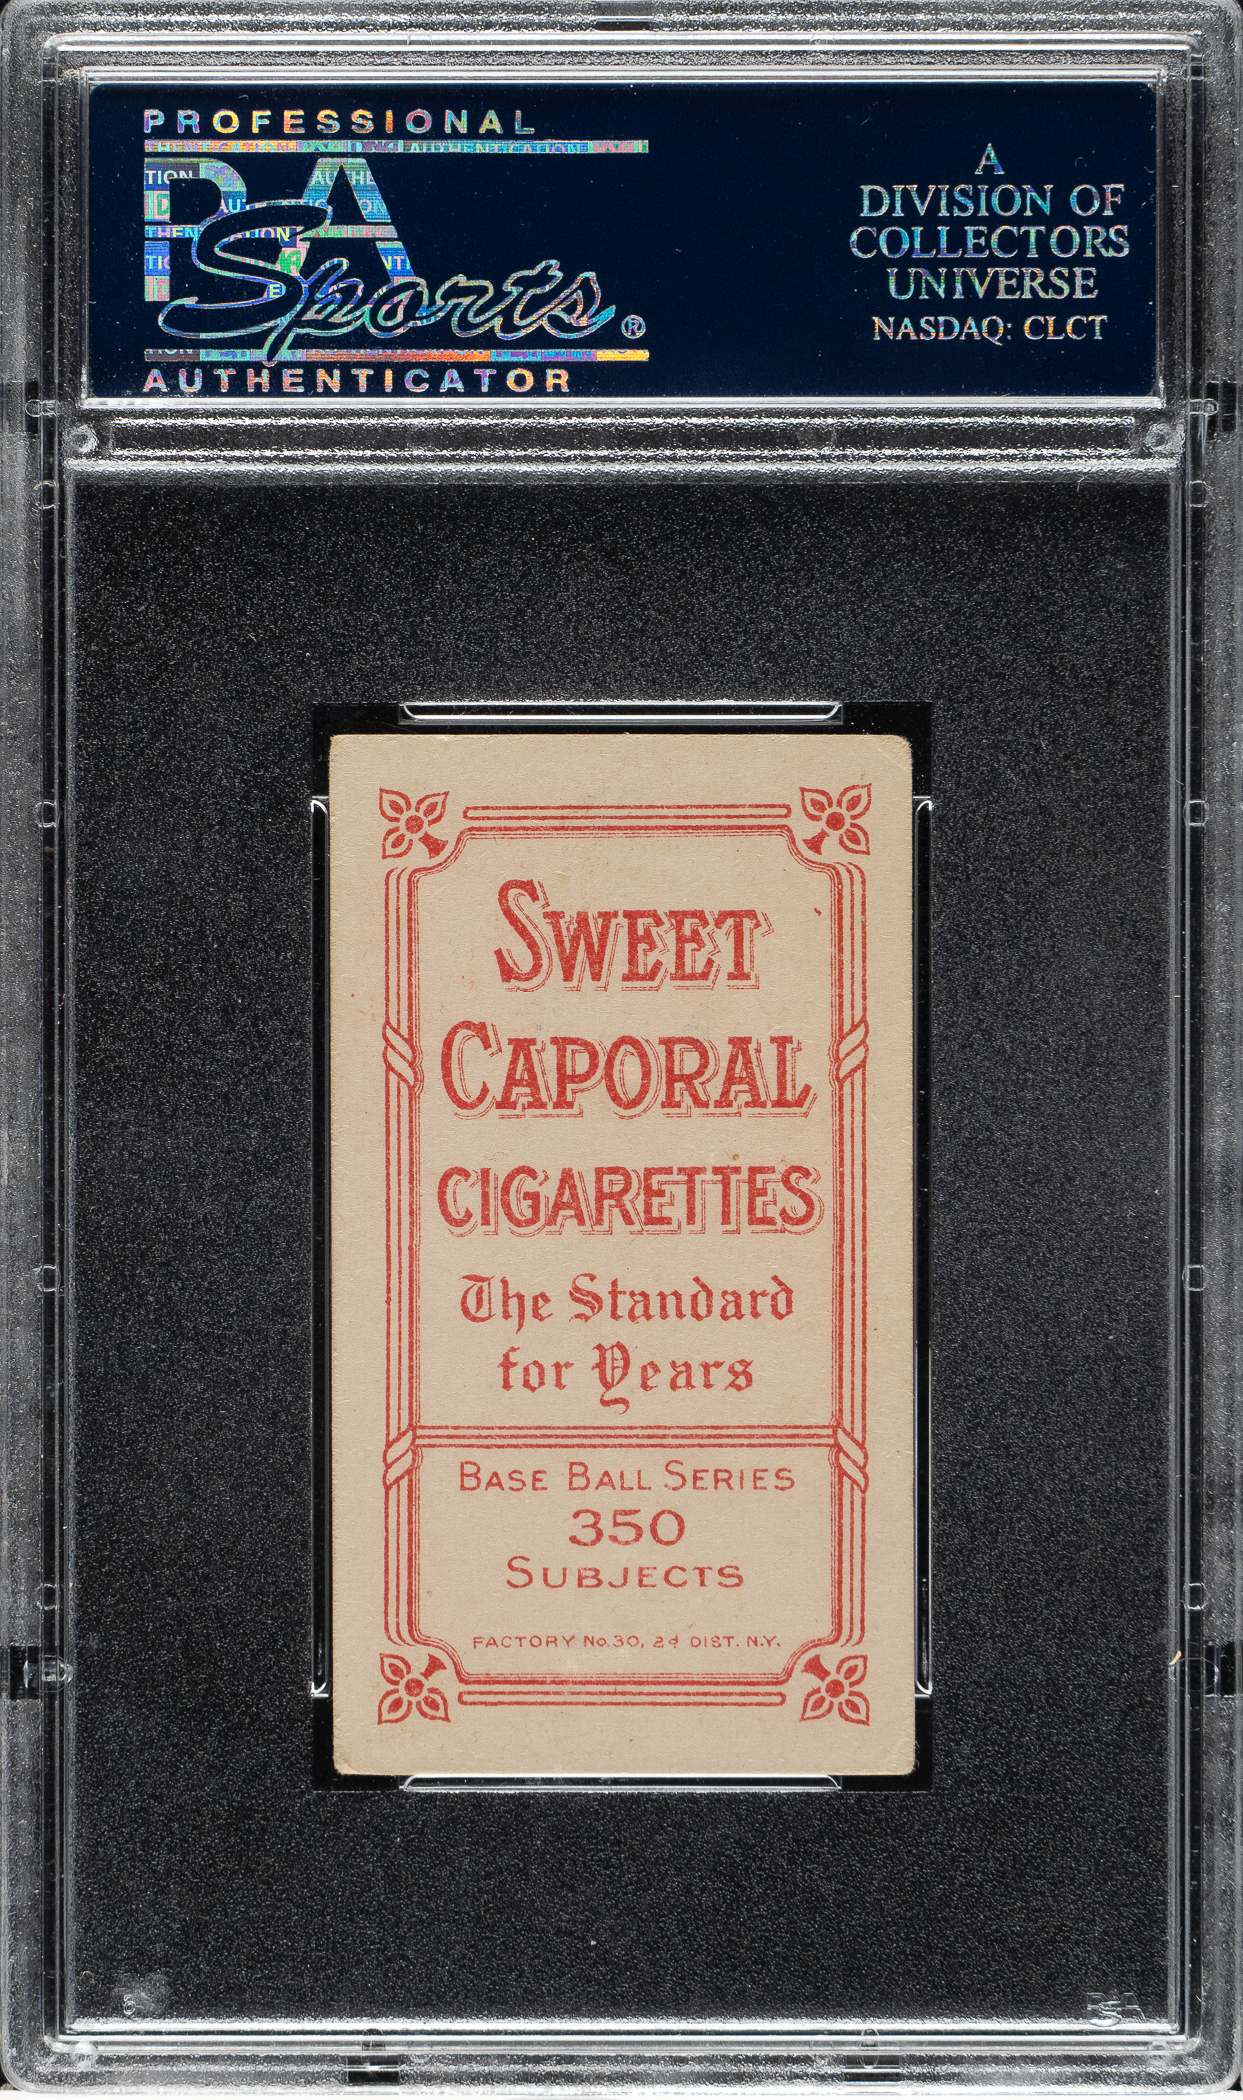 PROFESSIONAL
PSA
Sports®
AUTHENTICATOR
A
DIVISION OF
COLLECTORS
UNIVERSE
NASDAQ: CLCT
SWEET
CAPORAL
CIGARETTES
The Standard
for Years
BASE BALL SERIES
350
SUBJECTS
FACTORY No. 30, 2d DIST. N.Y.
PSA